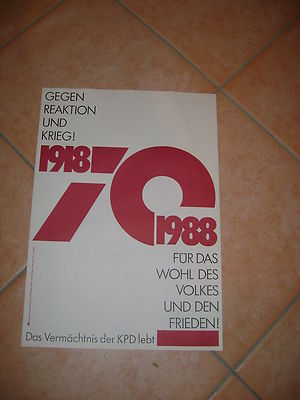 GEGEN
REAKTION
UND
KRIEG!
1918
70
1988
FÜR DAS
WOHL DES
VOLKES
UND DEN
FRIEDEN!
Das Vermächtnis der KPD lebt